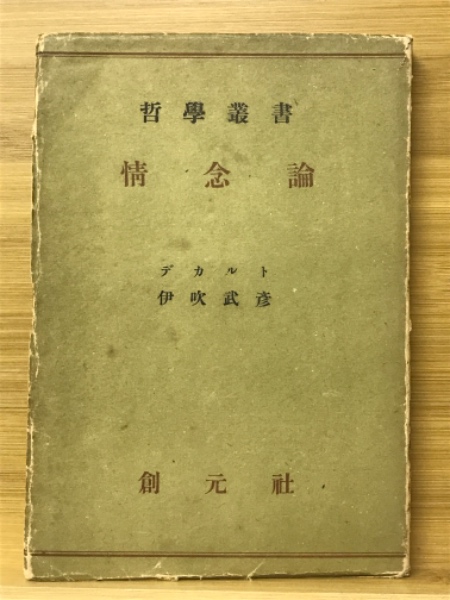 哲學叢書
情念論
デカルト
伊吹武彦
創元社